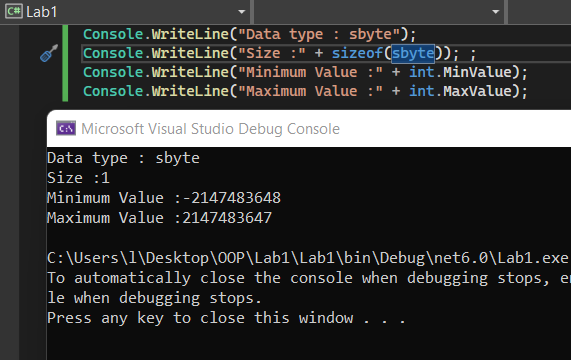 C# Lab1
Console.WriteLine("Data type : sbyte");
Console.WriteLine("Size :" + sizeof(sbyte)); ;
Console.WriteLine("Minimum Value :" + int.MinValue);
Console.WriteLine("Maximum Value :" + int.MaxValue);
C:\ Microsoft Visual Studio Debug Console
Data type : sbyte
Size :1
Minimum Value :-2147483648
Maximum Value :2147483647
C:\Users\l\Desktop\OOP\Lab1\Lab1\bin\Debug\net6.0\Lab1.exe
To automatically close the console when debugging stops, en
le when debugging stops.
Press any key to close this window . . .